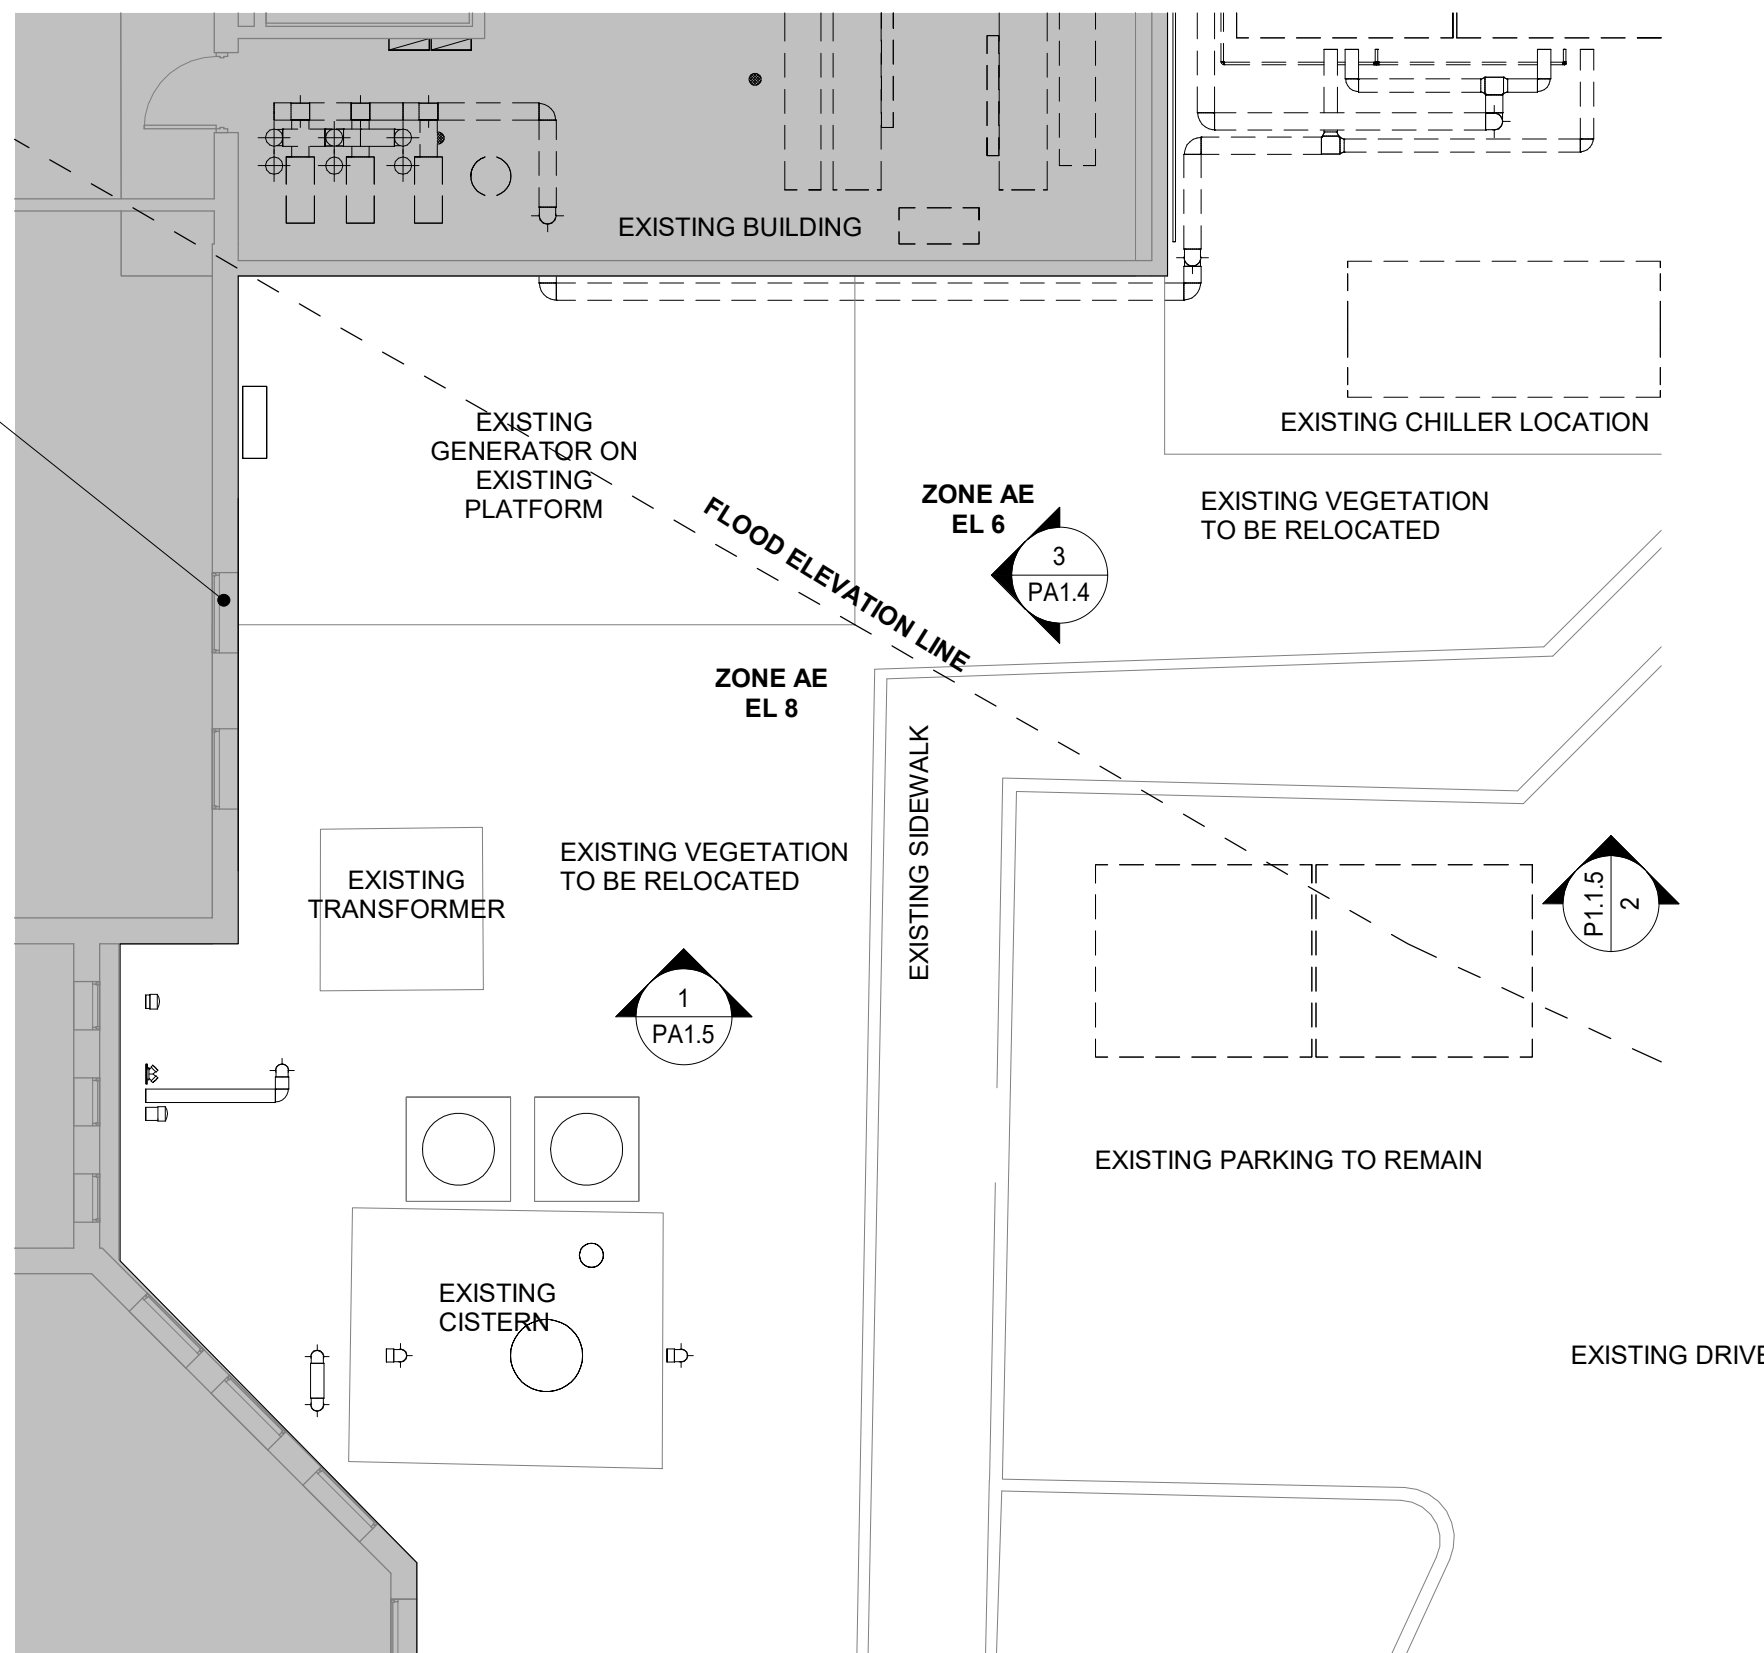 EXISTING BUILDING
EXISTING
GENERATOR ON
EXISTING
PLATFORM
EXISTING CHILLER LOCATION
ZONE AE
EL 6
EXISTING VEGETATION
TO BE RELOCATED
3
PA1.4
FLOOD ELEVATION LINE
ZONE AE
EL 8
EXISTING SIDEWALK
EXISTING VEGETATION
TO BE RELOCATED
EXISTING
TRANSFORMER
P1.1.5
2
1
PA1.5
EXISTING PARKING TO REMAIN
EXISTING
CISTERN
EXISTING DRIVE